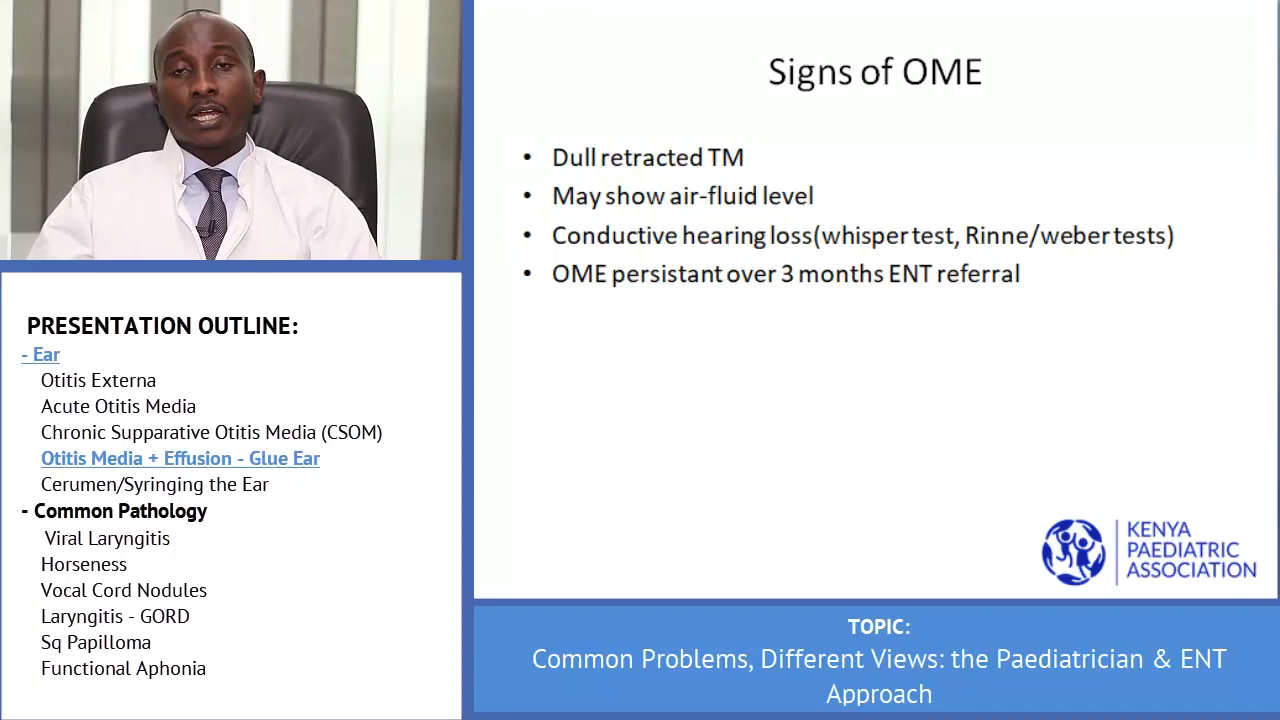 Signs of OME
• Dull retracted TM
• May show air-fluid level
• Conductive hearing loss(whisper test, Rinne/weber tests)
• OME persistant over 3 months ENT referral
PRESENTATION OUTLINE:
- Ear
Otitis Externa
Acute Otitis Media
Chronic Supparative Otitis Media (CSOM)
Otitis Media + Effusion - Glue Ear
Cerumen/Syringing the Ear
- Common Pathology
Viral Laryngitis
Horseness
Vocal Cord Nodules
Laryngitis - GORD
Sq Papilloma
Functional Aphonia
KENYA
PAEDIATRIC
ASSOCIATION
TOPIC:
Common Problems, Different Views: the Paediatrician & ENT
Approach